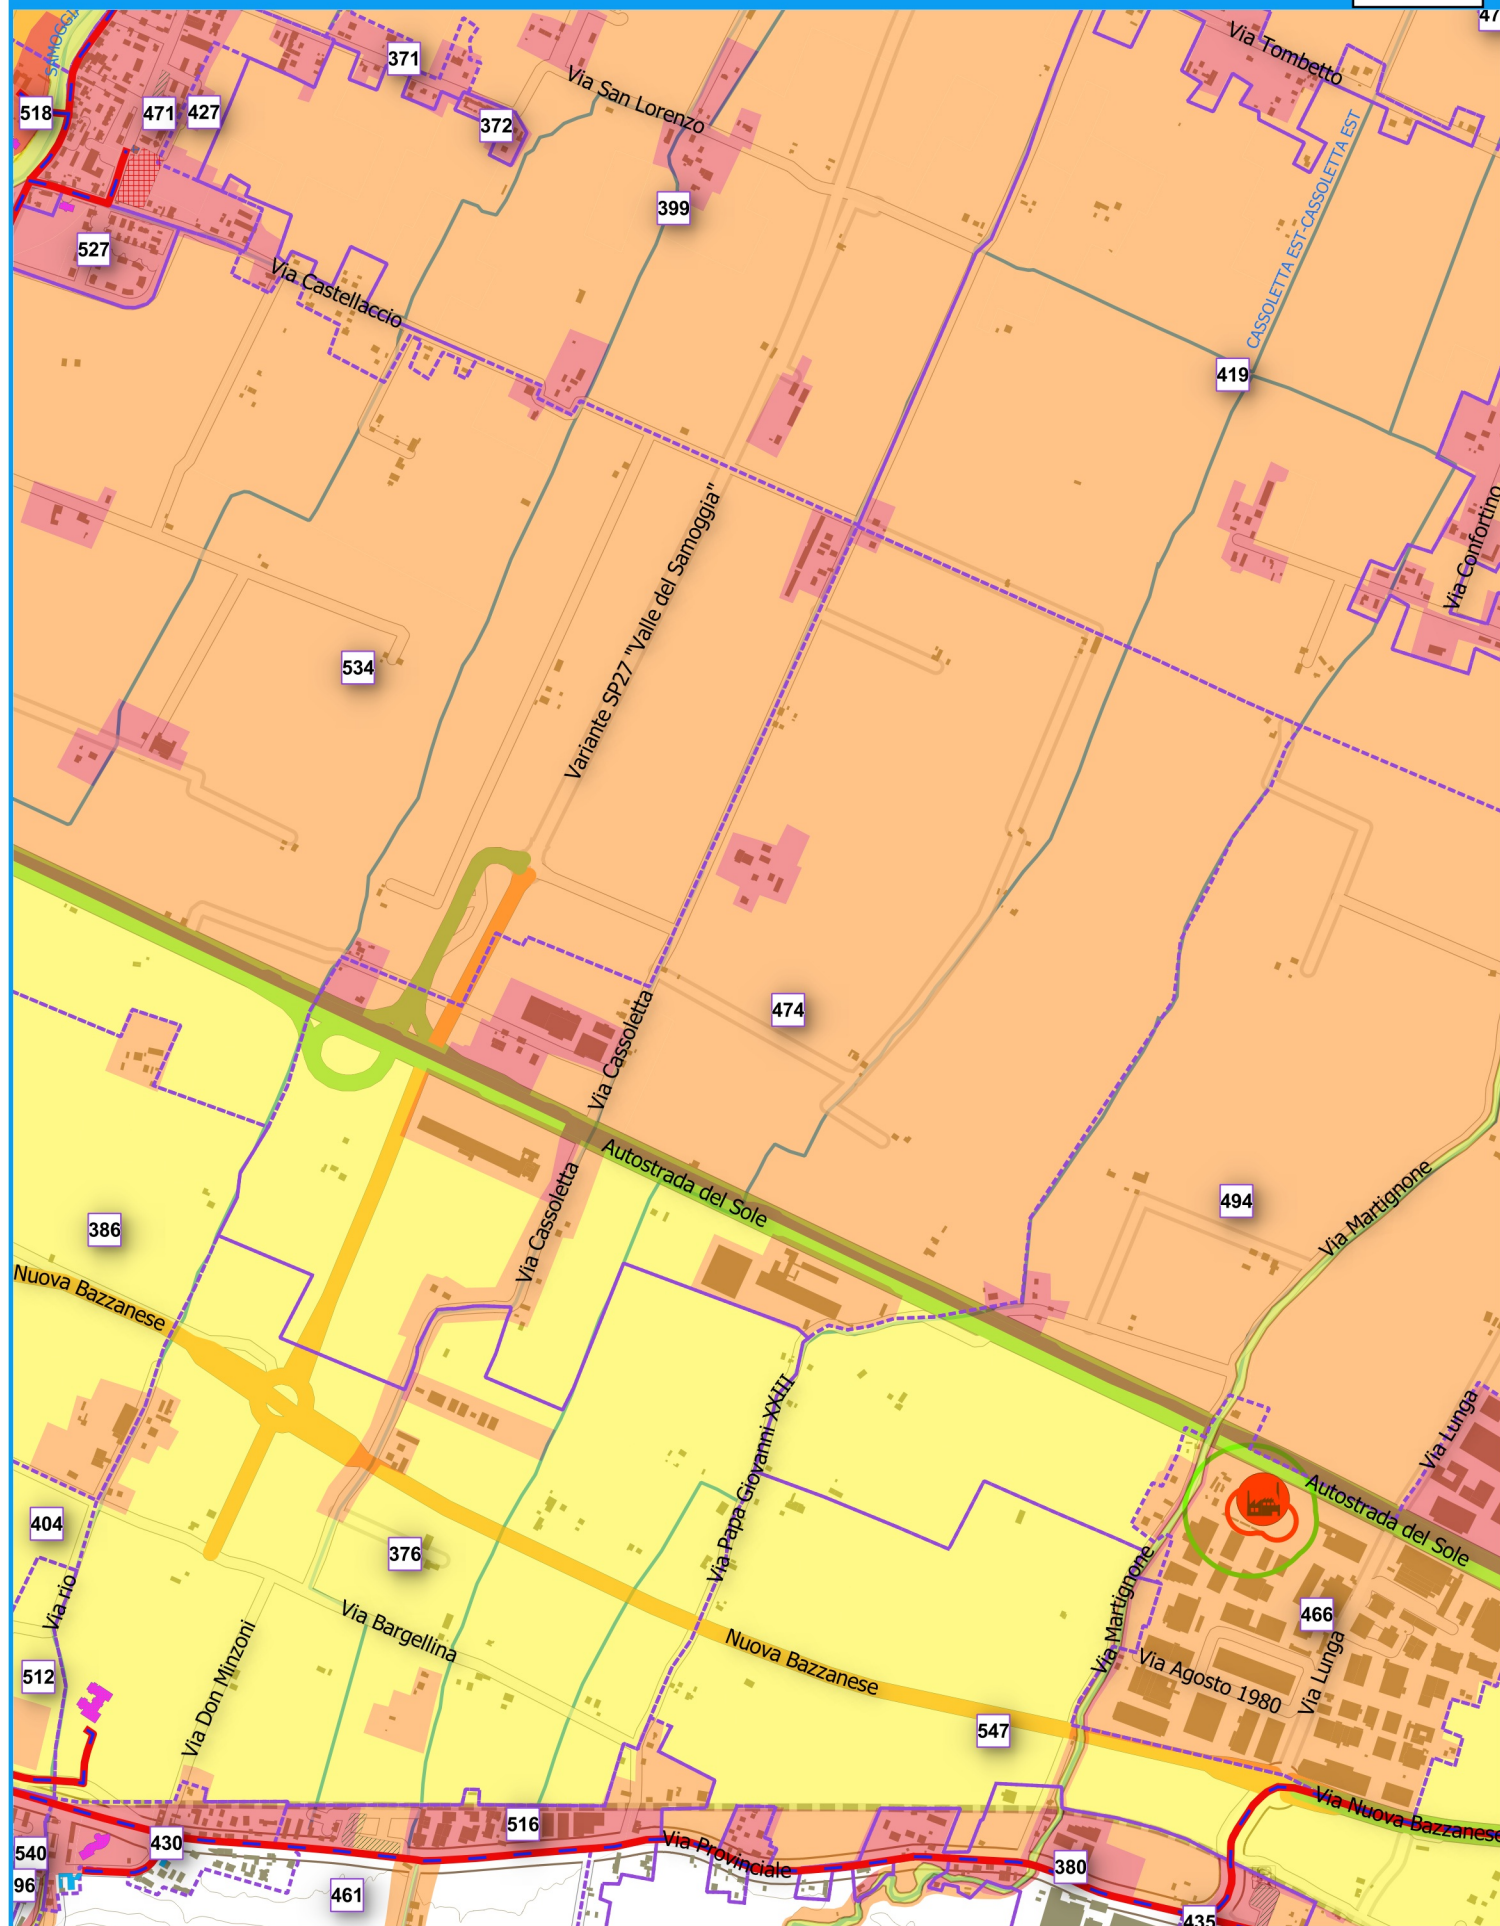 SAMOGGIA
371
47
Via Tombetto
Via San Lorenzo
518
471
427
372
399
527
CASSOLETTA EST-CASSOLETTA EST
Via Castellaccio
419
Via Confortino
534
Variante SP27 "Valle del Samoggia"
474
Via Cassoletta
Autostrada del Sole
Via Cassoletta
494
Via Martignone
386
Nuova Bazzanese
Via Lunga
Via Papa Giovanni XXIII
Autostrada del Sole
404
376
Via rio
Via Bargellina
Via Martignone
466
Via Lunga
Via Agosto 1980
Nuova Bazzanese
512
Via Don Minzoni
547
Via Nuova Bazzanese
516
430
Via Provinciale
540
380
96
461
435